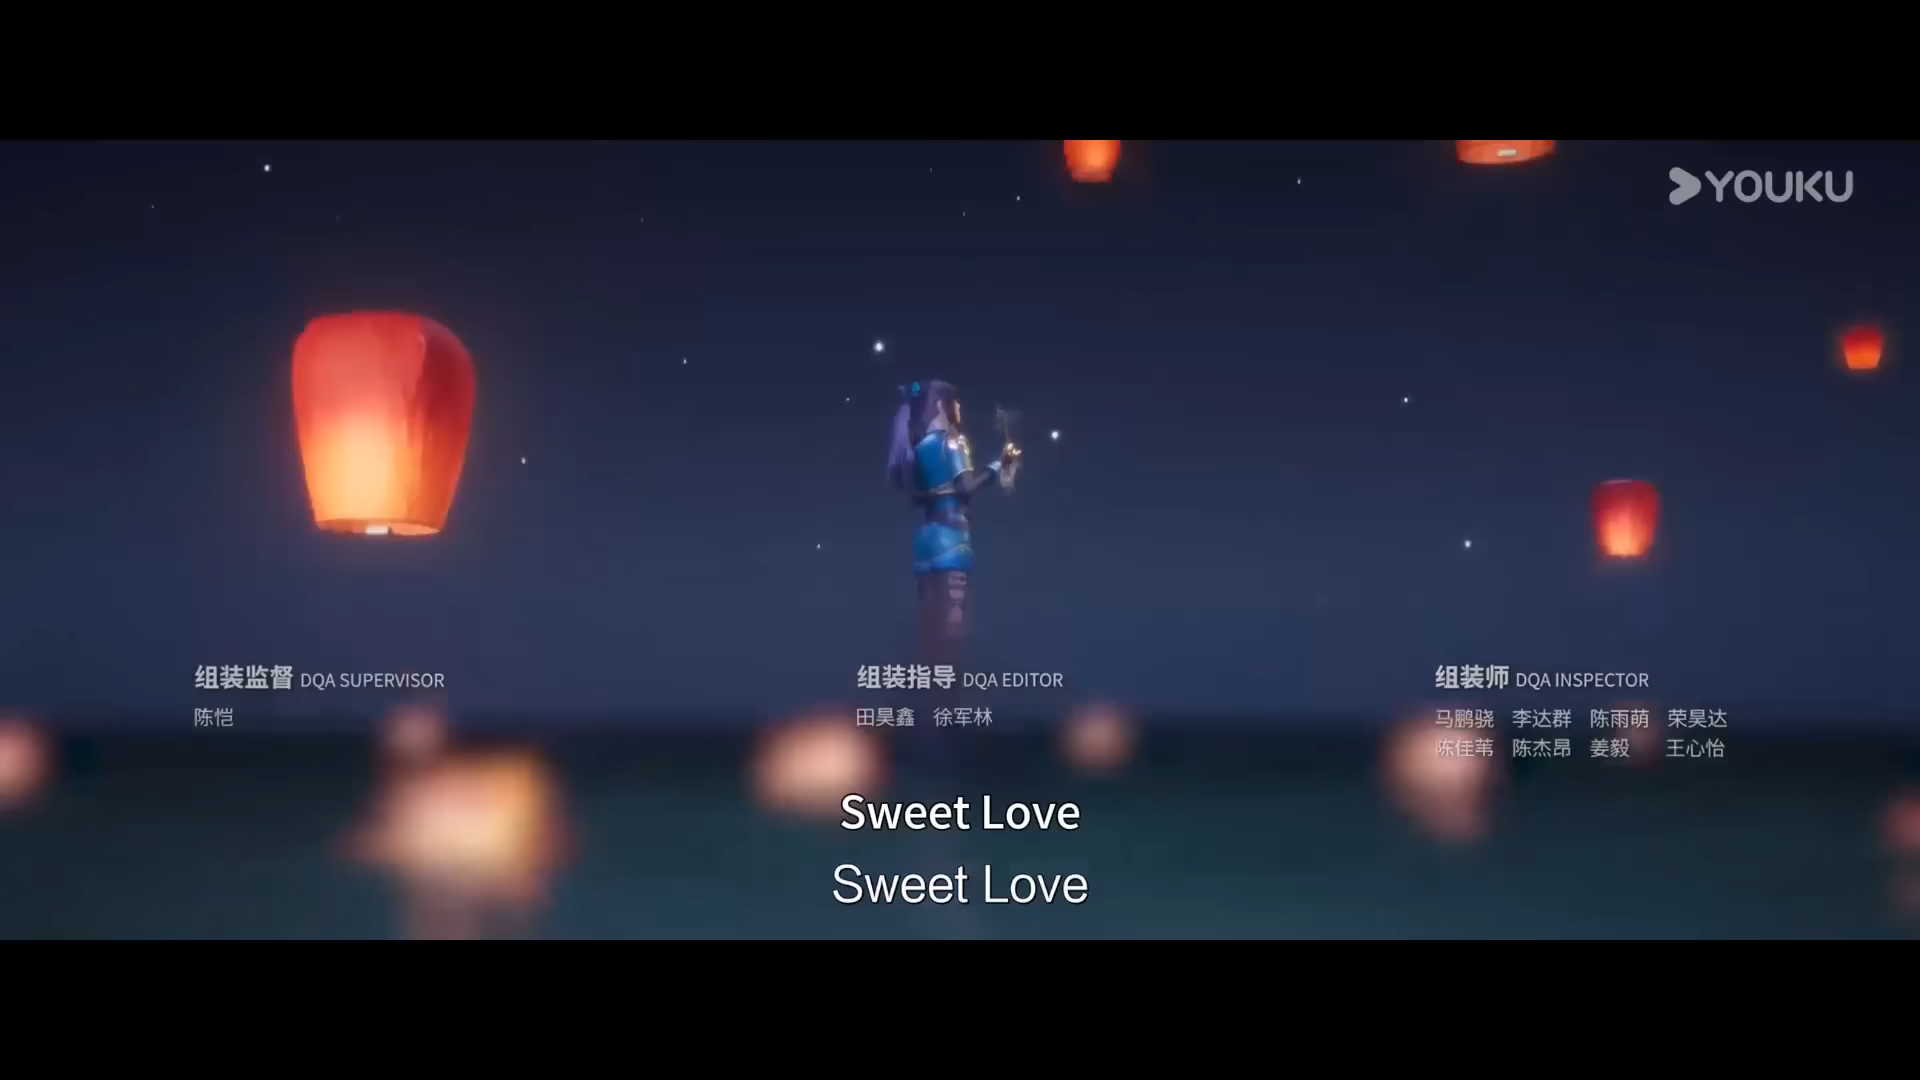 YOUKU
组装监督 DQA SUPERVISOR
陈恺
组装指导 DQA EDITOR
田昊鑫 徐军林
组装师 DQA INSPECTOR
马鹏骁 李达群 陈雨萌 荣昊达
陈佳苇 陈杰昂 姜毅 王心怡
Sweet Love
Sweet Love